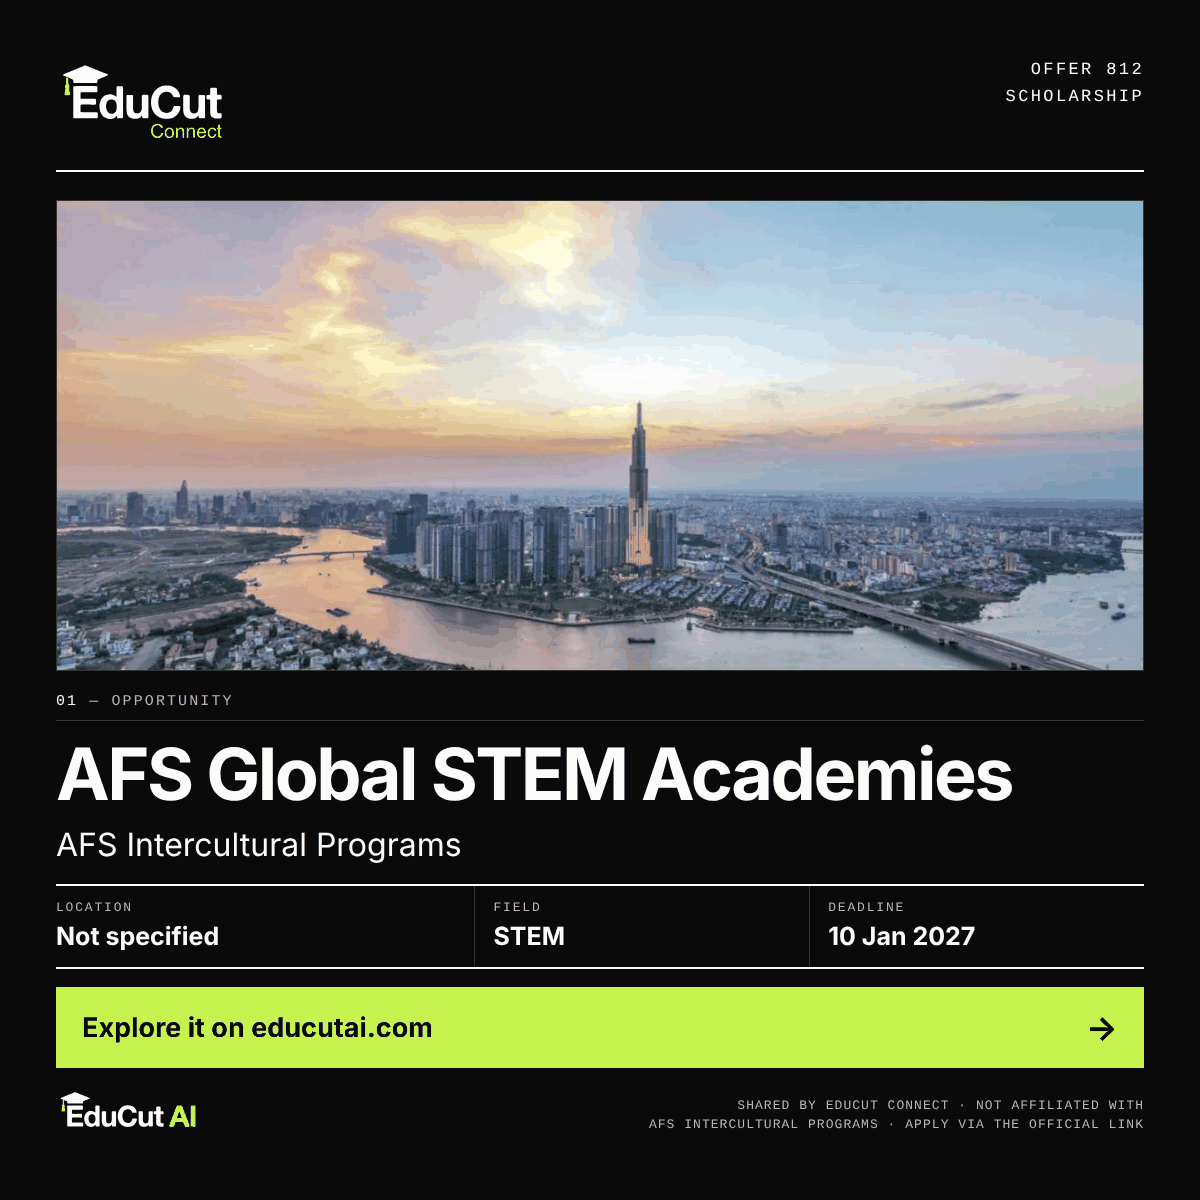 EduCut
Connect
OFFER 812
SCHOLARSHIP
01 — OPPORTUNITY
AFS Global STEM Academies
AFS Intercultural Programs
LOCATION
Not specified
FIELD
STEM
DEADLINE
10 Jan 2027
Explore it on educutai.com →
EduCut AI
SHARED BY EDUCUT CONNECT · NOT AFFILIATED WITH
AFS INTERCULTURAL PROGRAMS · APPLY VIA THE OFFICIAL LINK